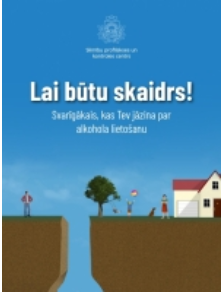 Slimību profilakses un
kontroles centrs
Lai būtu skaidrs!
Svarīgākais, kas Tev jāzina par
alkohola lietošanu